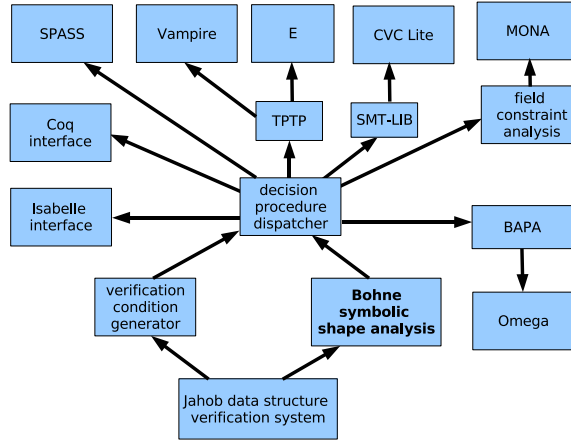 SPASS
Vampire
E
CVC Lite
MONA
Coq
interface
TPTP
SMT-LIB
field
constraint
analysis
Isabelle
interface
decision
procedure
dispatcher
BAPA
verification
condition
generator
Bohne
symbolic
shape analysis
Omega
Jahob data structure
verification system